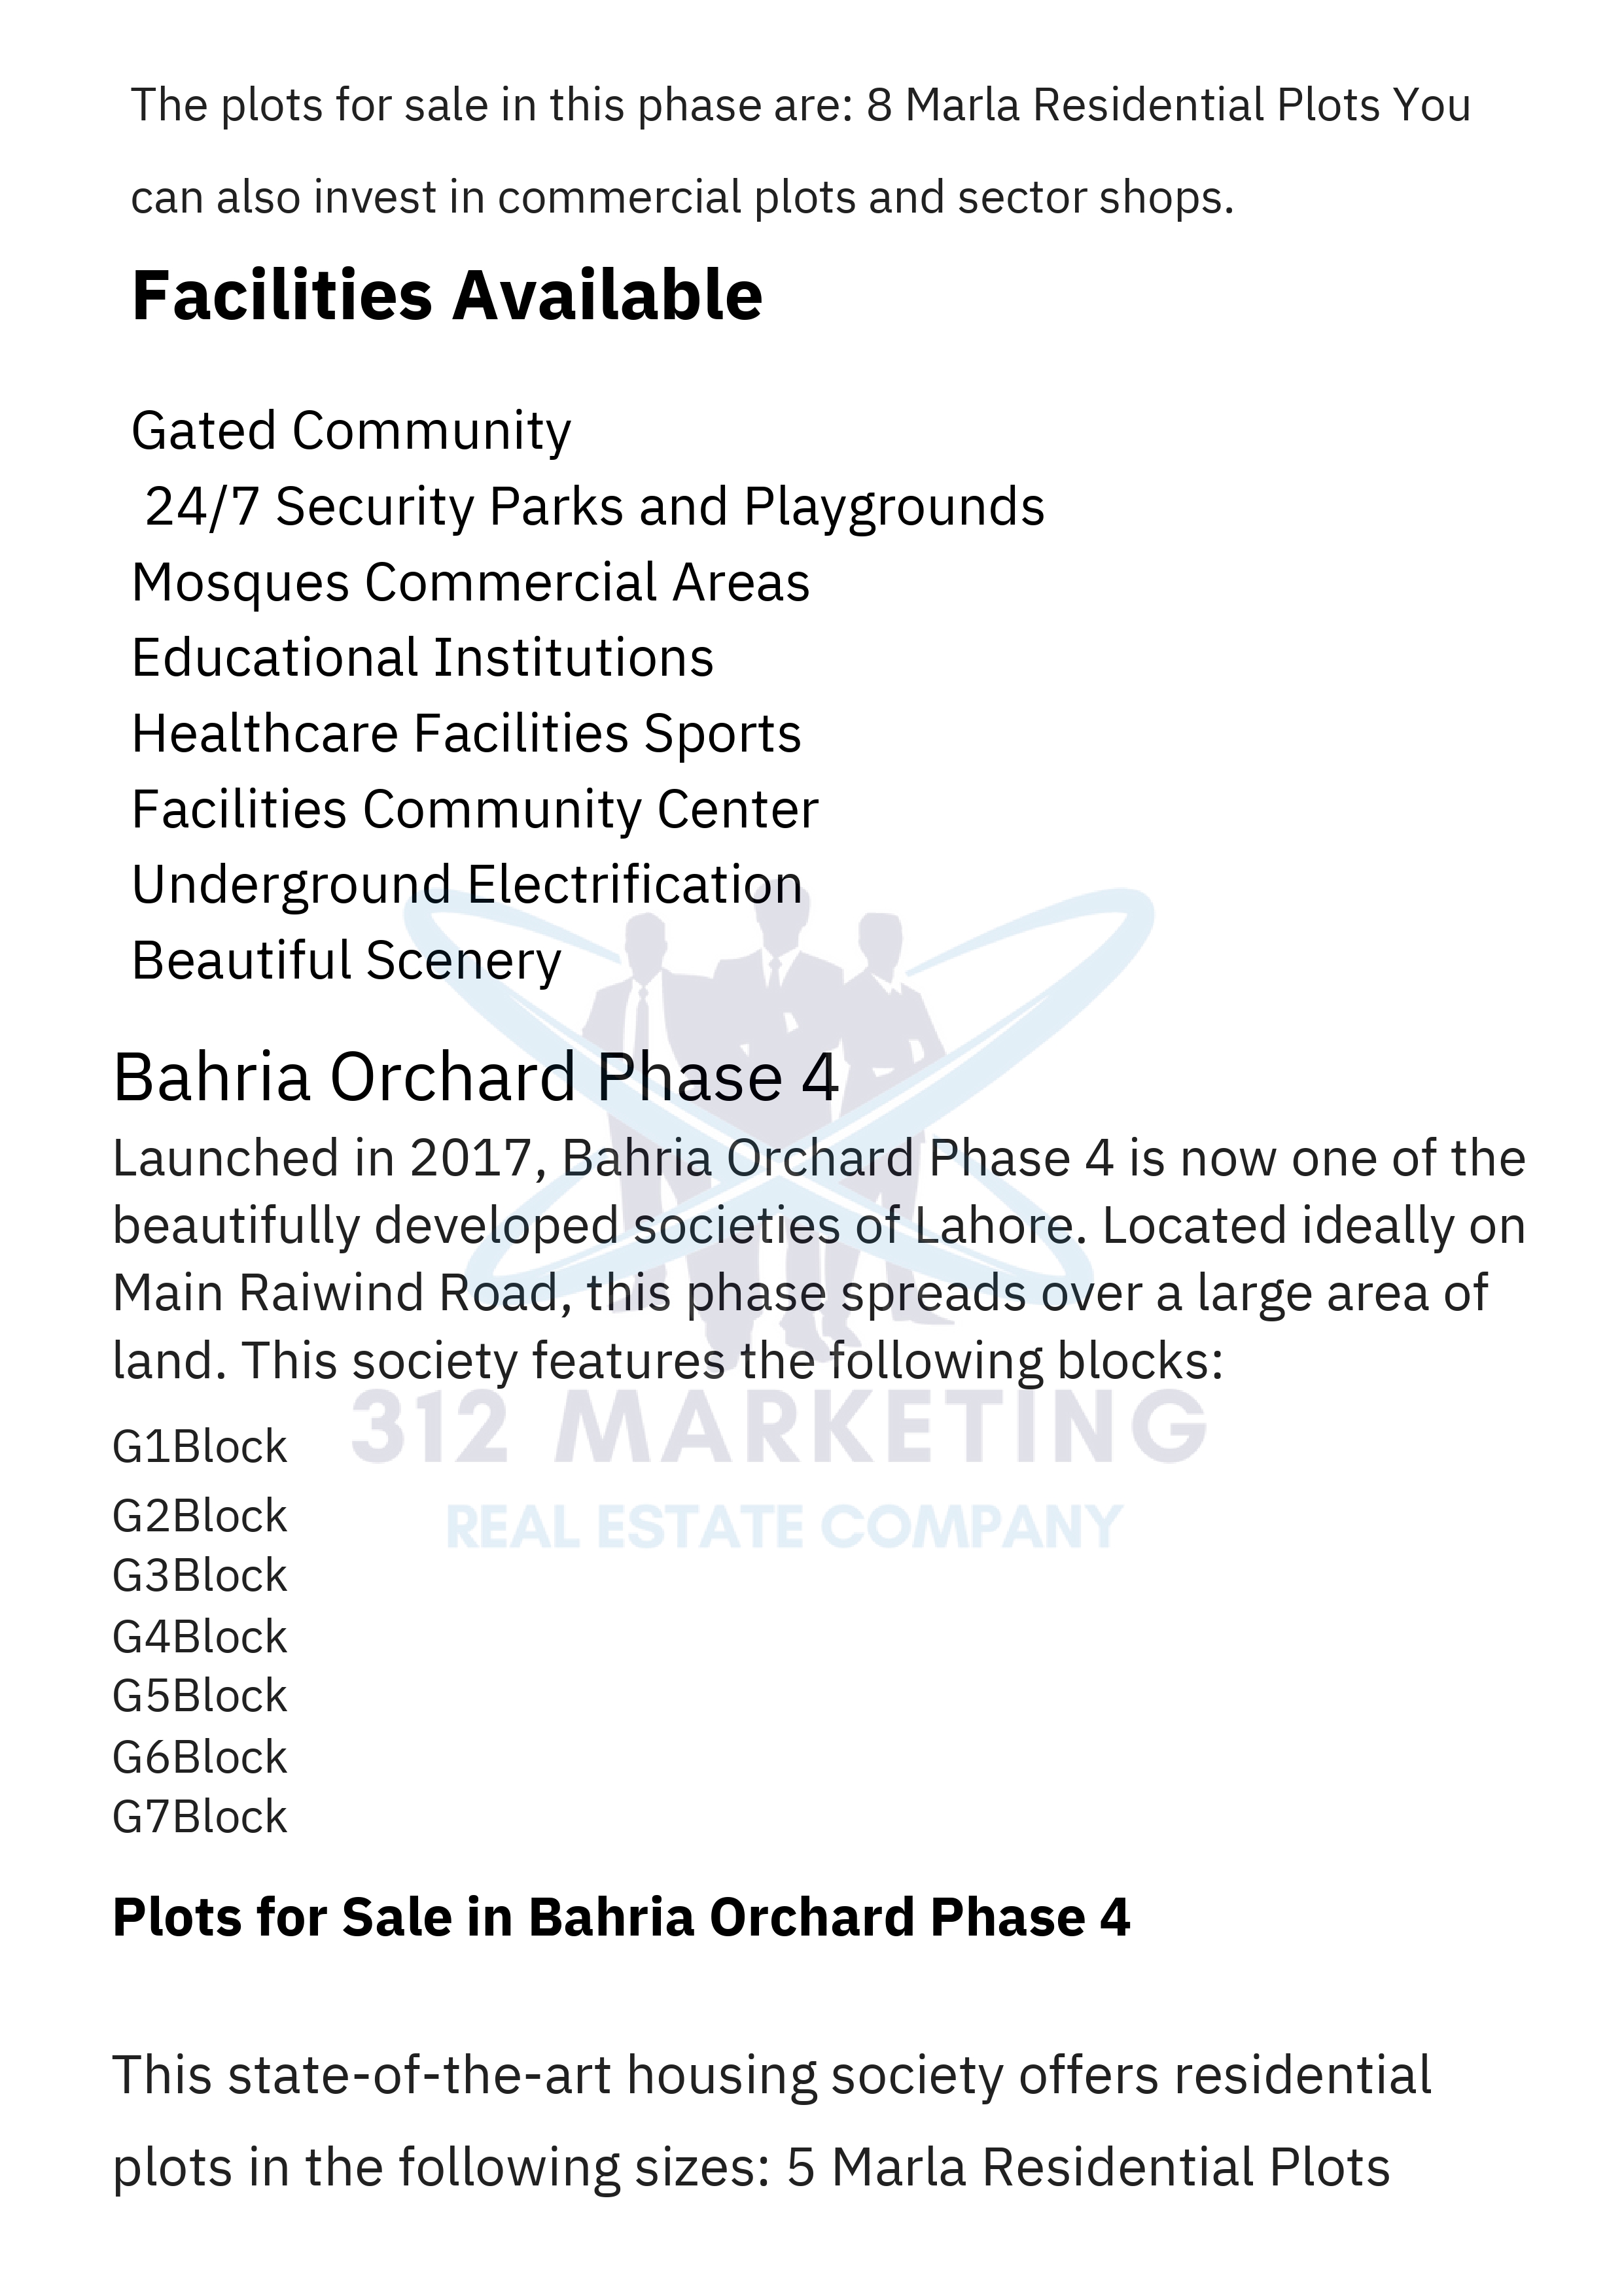 The plots for sale in this phase are: 8 Marla Residential Plots You
can also invest in commercial plots and sector shops.
Facilities Available
Gated Community
24/7 Security Parks and Playgrounds
Mosques Commercial Areas
Educational Institutions
Healthcare Facilities Sports
Facilities Community Center
Underground Electrification
Beautiful Scenery
Bahria Orchard Phase 4
Launched in 2017, Bahria Orchard Phase 4 is now one of the
beautifully developed societies of Lahore. Located ideally on
Main Raiwind Road, this phase spreads over a large area of
land. This society features the following blocks:
312 MARKETING
G1Block
REAL ESTATE COMPANY
G2Block
G3Block
G4Block
G5Block
G6Block
G7Block
Plots for Sale in Bahria Orchard Phase 4
This state-of-the-art housing society offers residential
plots in the following sizes: 5 Marla Residential Plots